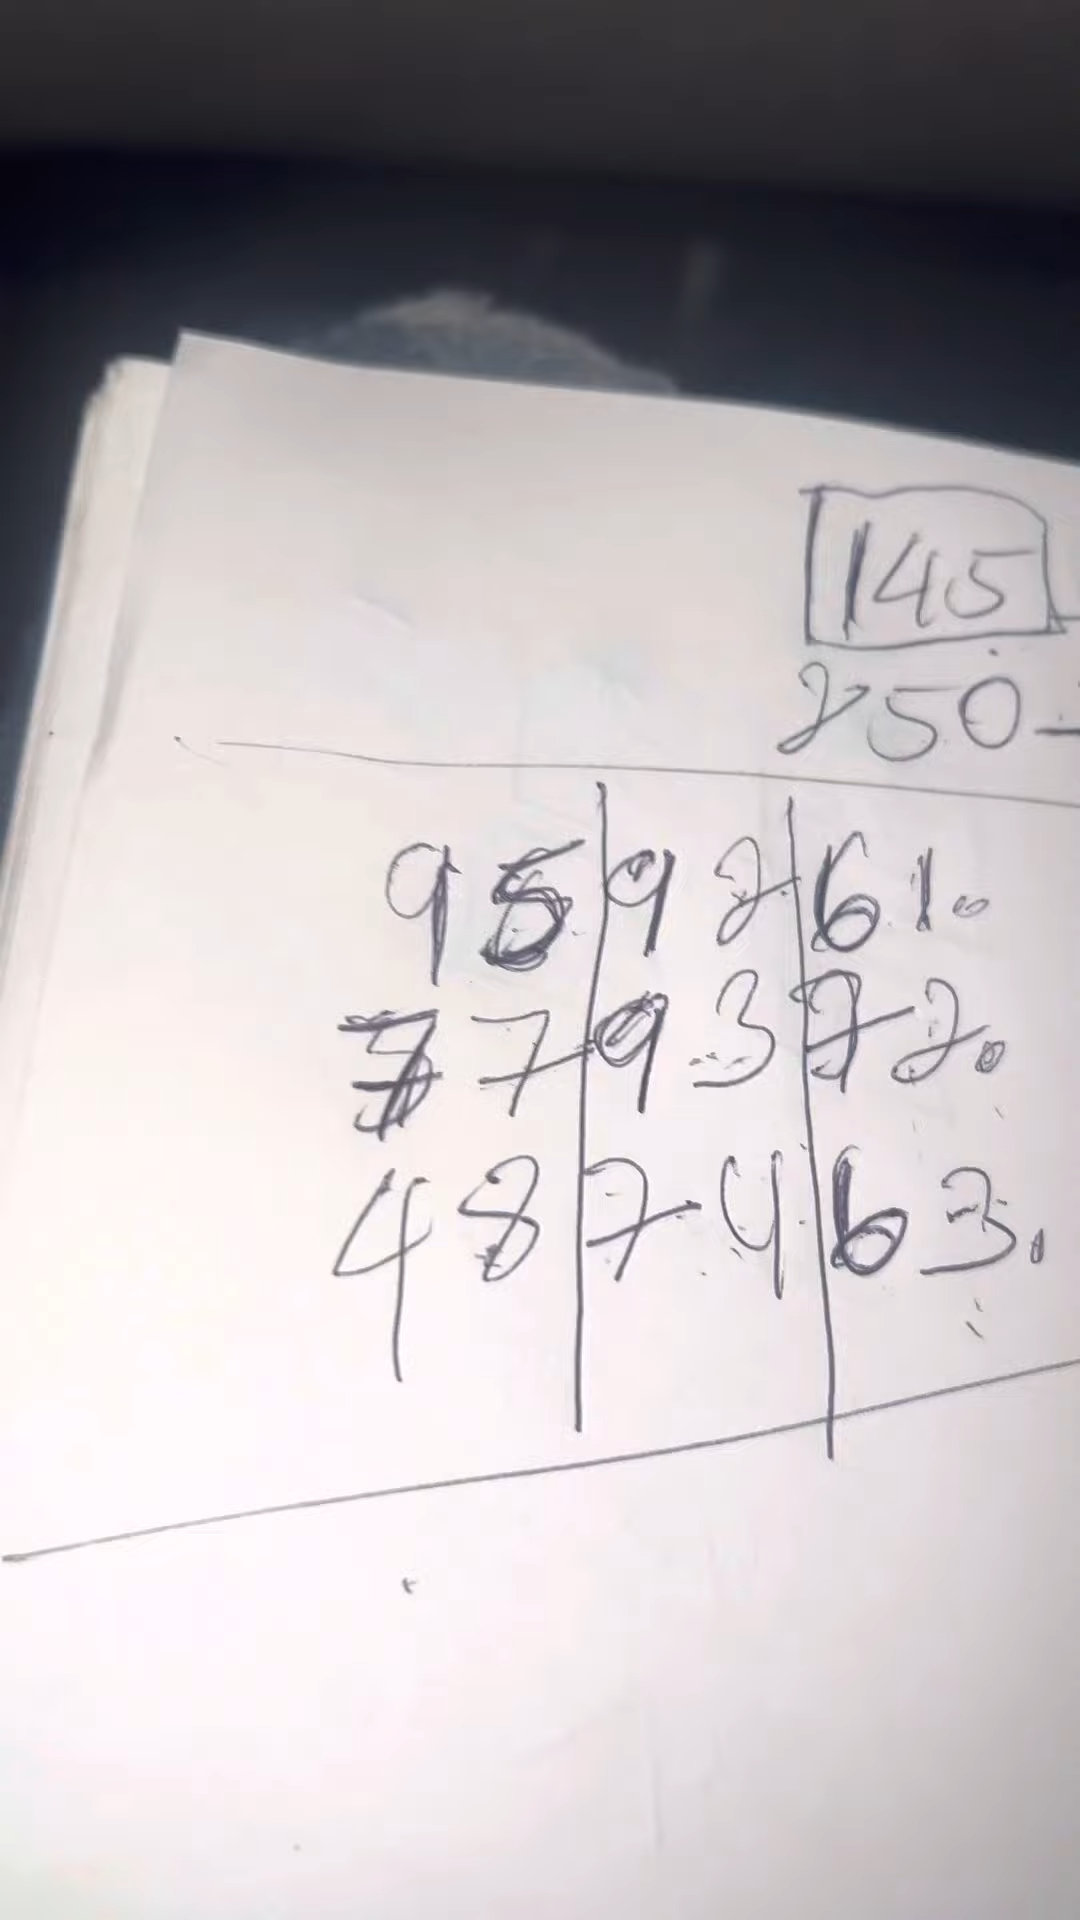 145
250-
95 | 92 | 61.
77 | 93 | 72.
48 | 74 | 63.